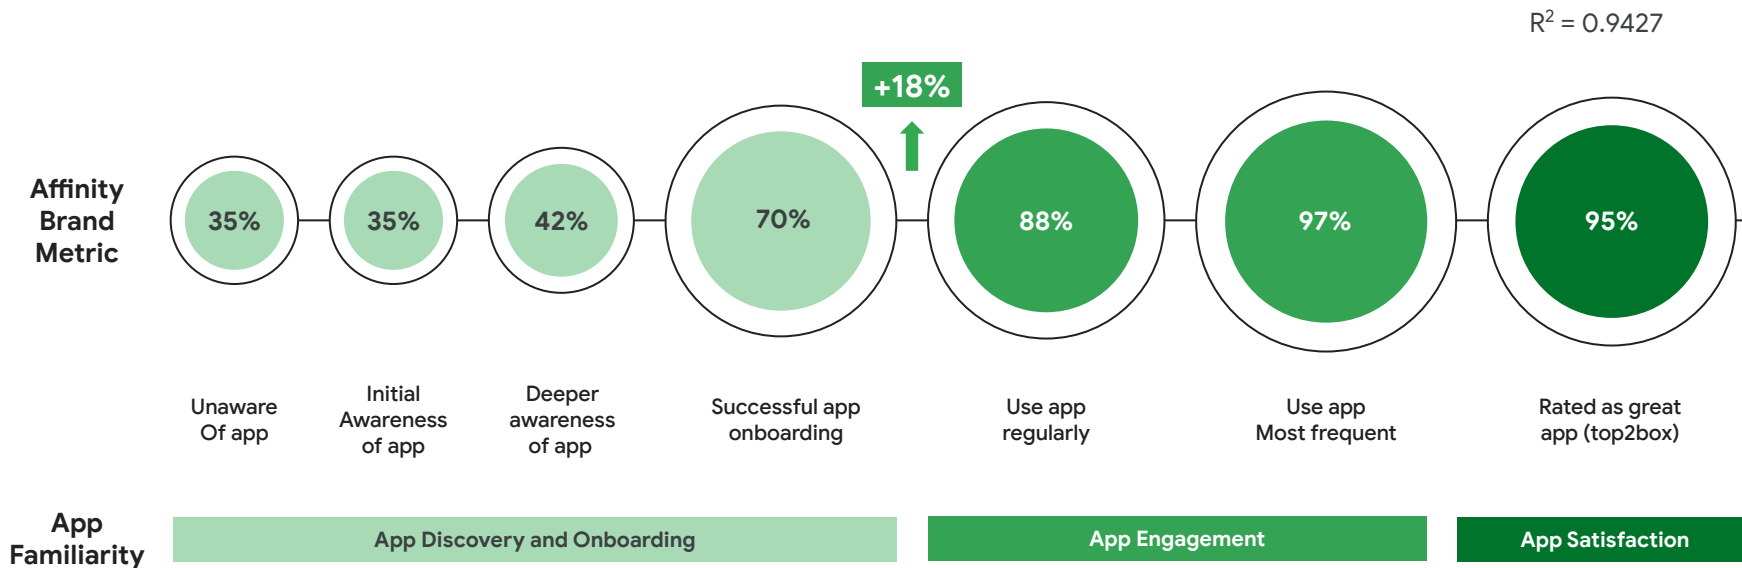 R² = 0.9427
+18%
Affinity
Brand
Metric
35%
35%
42%
70%
88%
97%
95%
Unaware
Of app
Initial
Awareness
of app
Deeper
awareness
of app
Successful app
onboarding
Use app
regularly
Use app
Most frequent
Rated as great
app (top2box)
App
Familiarity
App Discovery and Onboarding
App Engagement
App Satisfaction